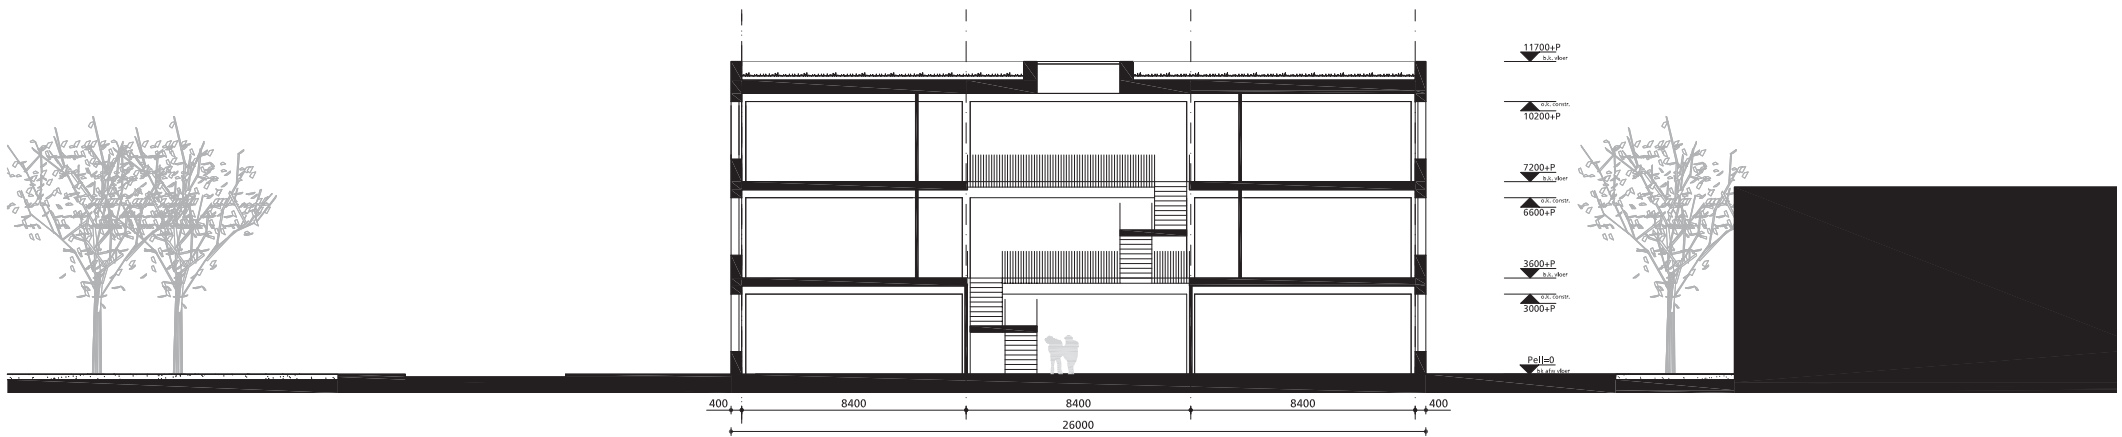 11700+P
b.k. vloer
o.k. constr.
10200+P
7200+P
b.k. vloer
o.k. constr.
6600+P
3600+P
b.k. vloer
o.k. constr.
3000+P
Peil=0
bk afw vloer
400 8400 8400 8400 400
26000